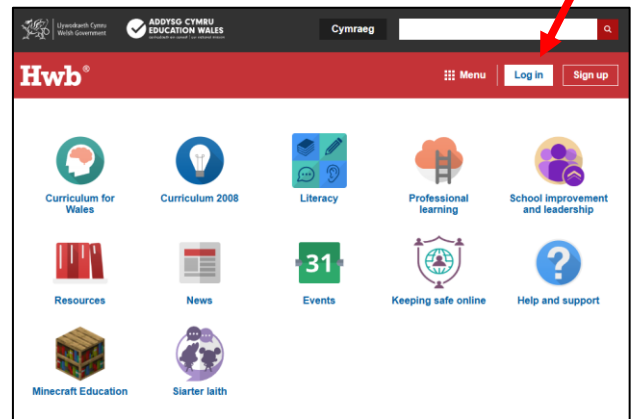 Llywodraeth Cymru
Welsh Government
ADDYSG CYMRU
EDUCATION WALES
Cymraeg
Hwb®
Menu
Log in
Sign up
Curriculum for
Wales
Curriculum 2008
Literacy
Professional
learning
School improvement
and leadership
Resources
News
31
Events
Keeping safe online
?
Help and support
Minecraft Education
Siarter Iaith